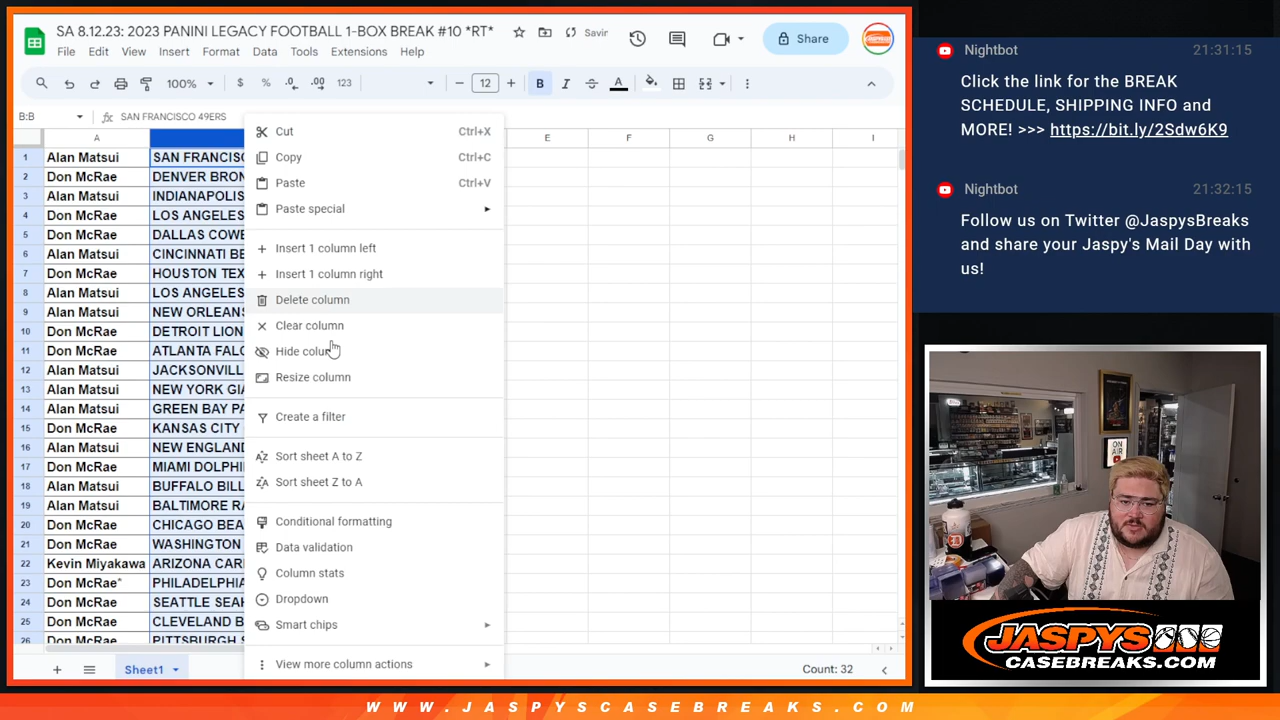 SA 8.12.23: 2023 PANINI LEGACY FOOTBALL 1-BOX BREAK #10 *RT*
Savir
Share
File Edit View Insert Format Data Tools Extensions Help
100% $ % .0 .00 123 12 B I A
B:B fx SAN FRANCISCO 49ERS
A E F G H I
1 Alan Matsui SAN FRANCISC
2 Don McRae DENVER BRON
3 Alan Matsui INDIANAPOLIS
4 Don McRae LOS ANGELES
5 Don McRae DALLAS COWE
6 Alan Matsui CINCINNATI BE
7 Don McRae HOUSTON TEX
8 Alan Matsui LOS ANGELES
9 Alan Matsui NEW ORLEANS
10 Don McRae DETROIT LION
11 Don McRae ATLANTA FALC
12 Alan Matsui JACKSONVILL
13 Alan Matsui NEW YORK GI
14 Alan Matsui GREEN BAY PA
15 Don McRae KANSAS CITY
16 Alan Matsui NEW ENGLAND
17 Don McRae MIAMI DOLPHI
18 Alan Matsui BUFFALO BILL
19 Alan Matsui BALTIMORE RA
20 Don McRae CHICAGO BEA
21 Don McRae WASHINGTON
22 Kevin Miyakawa ARIZONA CAR
23 Don McRae* PHILADELPHIA
24 Don McRae SEATTLE SEAH
25 Don McRae CLEVELAND B
26 Don McRae PITTSBURGH S
Cut Ctrl+X
Copy Ctrl+C
Paste Ctrl+V
Paste special
Insert 1 column left
Insert 1 column right
Delete column
Clear column
Hide colum
Resize column
Create a filter
Sort sheet A to Z
Sort sheet Z to A
Conditional formatting
Data validation
Column stats
Dropdown
Smart chips
View more column actions
Sheet1
Count: 32
Nightbot 21:31:15
Click the link for the BREAK
SCHEDULE, SHIPPING INFO and
MORE! >>> https://bit.ly/2Sdw6K9
Nightbot 21:32:15
Follow us on Twitter @JaspysBreaks
and share your Jaspy's Mail Day with
us!
ON
AIR
JASPYS
CASEBREAKS.COM
WWW.JASPYSCASEBREAKS.COM